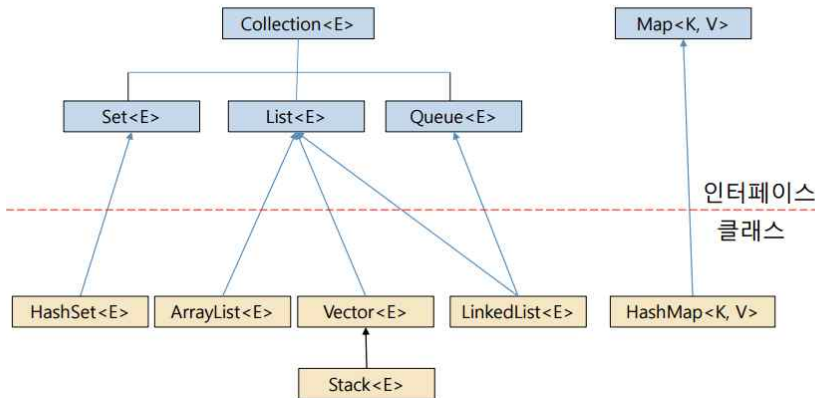 Collection<E>
Map<K, V>
Set<E>
List<E>
Queue<E>
인터페이스
클래스
HashSet<E>
ArrayList<E>
Vector<E>
LinkedList<E>
HashMap<K, V>
Stack<E>